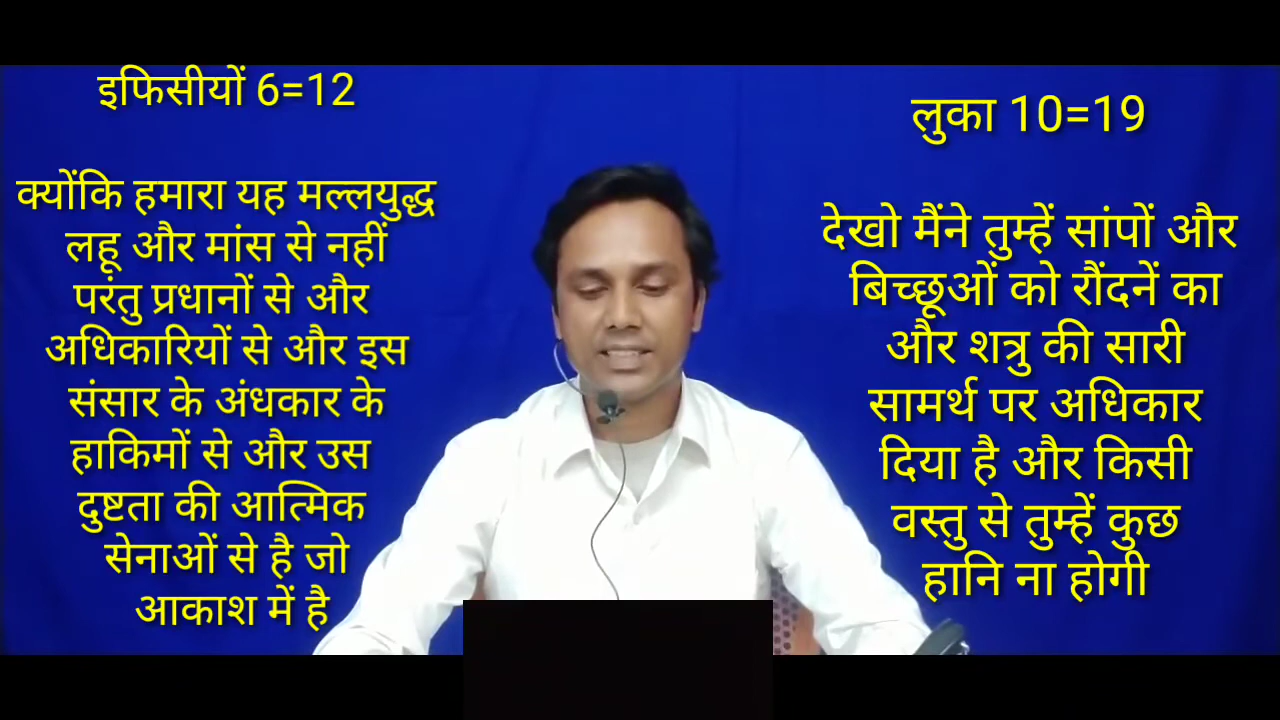 इफिसीयों 6=12
क्योंकि हमारा यह मल्लयुद्ध
लहू और मांस से नहीं
परंतु प्रधानों से और
अधिकारियों से और इस
संसार के अंधकार के
हाकिमों से और उस
दुष्टता की आत्मिक
सेनाओं से है जो
आकाश में है
लुका 10=19
देखो मैंने तुम्हें सांपों और
बिच्छूओं को रौंदनें का
और शत्रु की सारी
सामर्थ पर अधिकार
दिया है और किसी
वस्तु से तुम्हें कुछ
हानि ना होगी